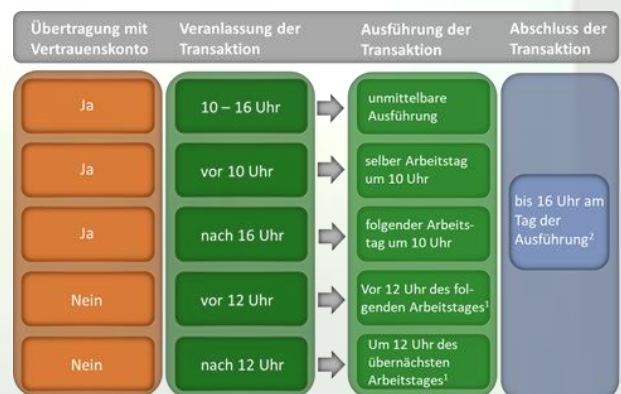 Übertragung mit
Vertrauenskonto
Veranlassung der
Transaktion
Ausführung der
Transaktion
Abschluss der
Transaktion
Ja
10 – 16 Uhr
unmittelbare
Ausführung
Ja
vor 10 Uhr
selber Arbeitstag
um 10 Uhr
Ja
nach 16 Uhr
folgender Arbeits-
tag um 10 Uhr
Nein
vor 12 Uhr
Vor 12 Uhr des fol-
genden Arbeitstages¹
Nein
nach 12 Uhr
Um 12 Uhr des
übernächsten
Arbeitstages¹
bis 16 Uhr am
Tag der
Ausführung²